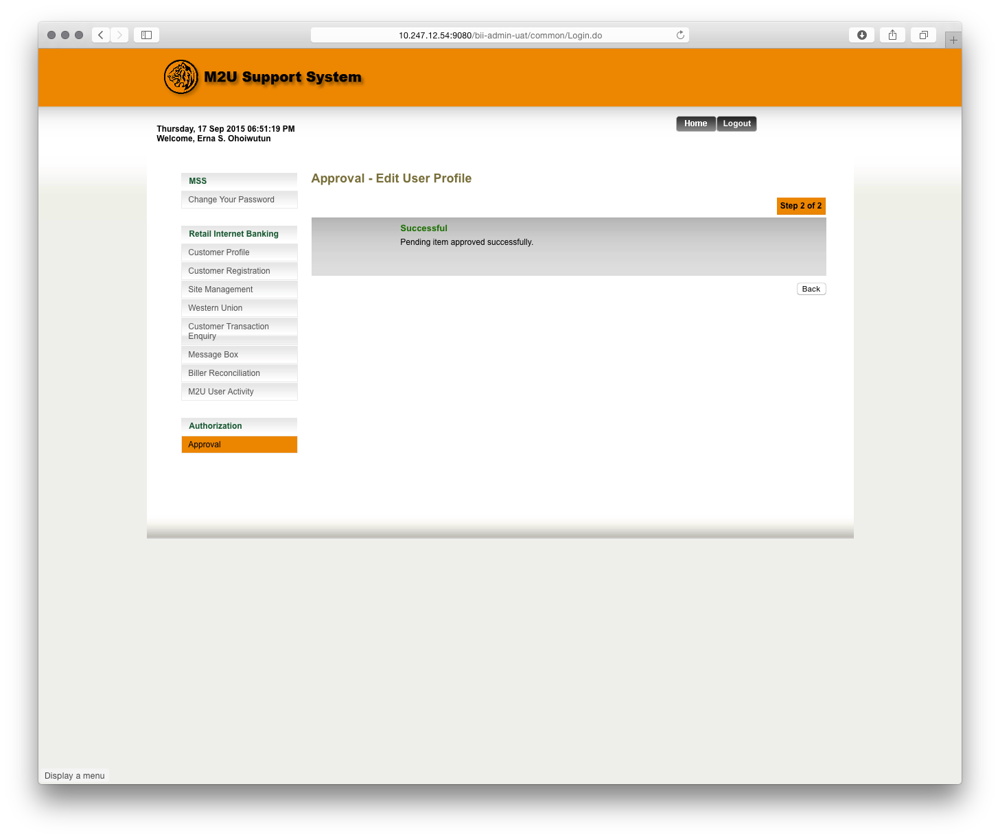 10.247.12.54:9080/bii-admin-uat/common/Login.do
M2U Support System
Thursday, 17 Sep 2015 06:51:19 PM
Welcome, Erna S. Ohoiwutun
Home
Logout
MSS
Change Your Password
Retail Internet Banking
Customer Profile
Customer Registration
Site Management
Western Union
Customer Transaction
Enquiry
Message Box
Biller Reconciliation
M2U User Activity
Authorization
Approval
Approval - Edit User Profile
Step 2 of 2
Successful
Pending item approved successfully.
Back
Display a menu